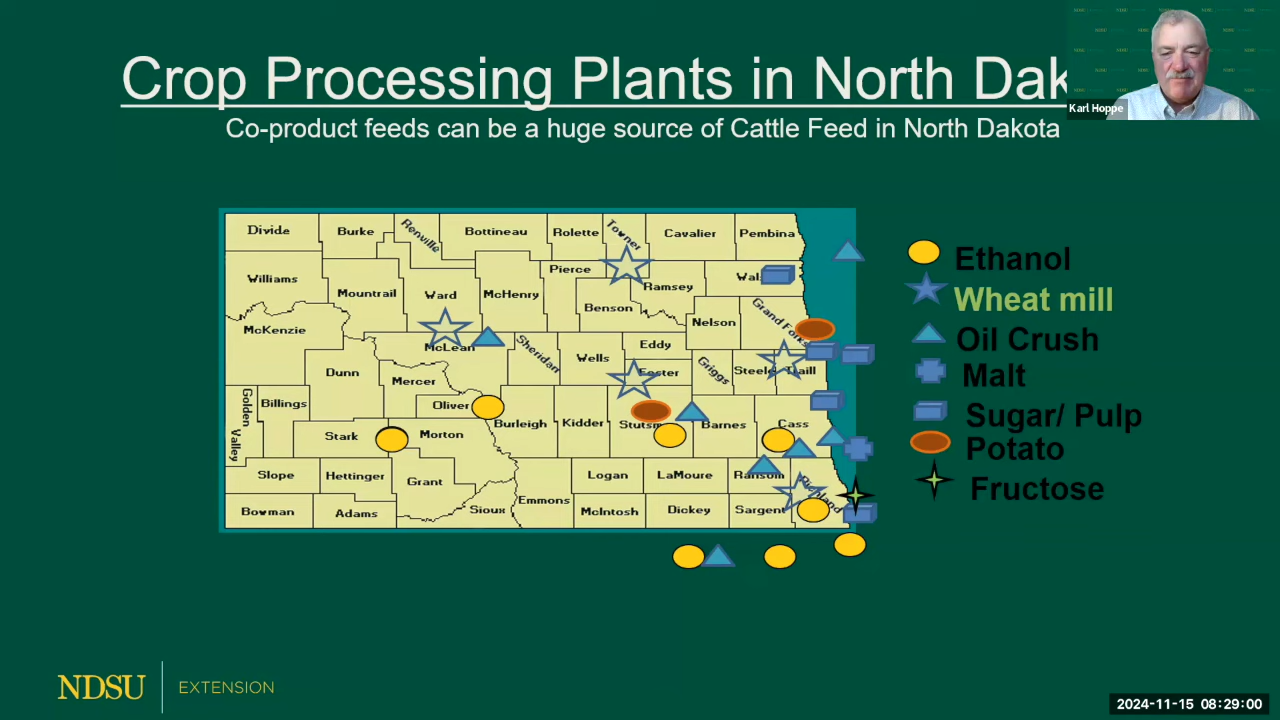 Crop Processing Plants in North Dak
Karl Hoppe
Co-product feeds can be a huge source of Cattle Feed in North Dakota
Divide
Burke
Renville
Bottineau
Rolette
Towner
Cavalier
Pembina
Williams
Mountrail
Ward
McHenry
Pierce
Benson
Ramsey
Wal
McKenzie
McLean
Sheridan
Wells
Eddy
Foster
Nelson
Grand Forks
Griggs
Steele
Traill
Dunn
Mercer
Oliver
Golden
Valley
Billings
Stark
Morton
Burleigh
Kidder
Stutsm
Barnes
Cass
Slope
Hettinger
Grant
Logan
LaMoure
Ransom
Richland
Bowman
Adams
Sioux
Emmons
McIntosh
Dickey
Sargent
Ethanol
Wheat mill
Oil Crush
Malt
Sugar/ Pulp
Potato
Fructose
NDSU
EXTENSION
2024-11-15 08:29:00